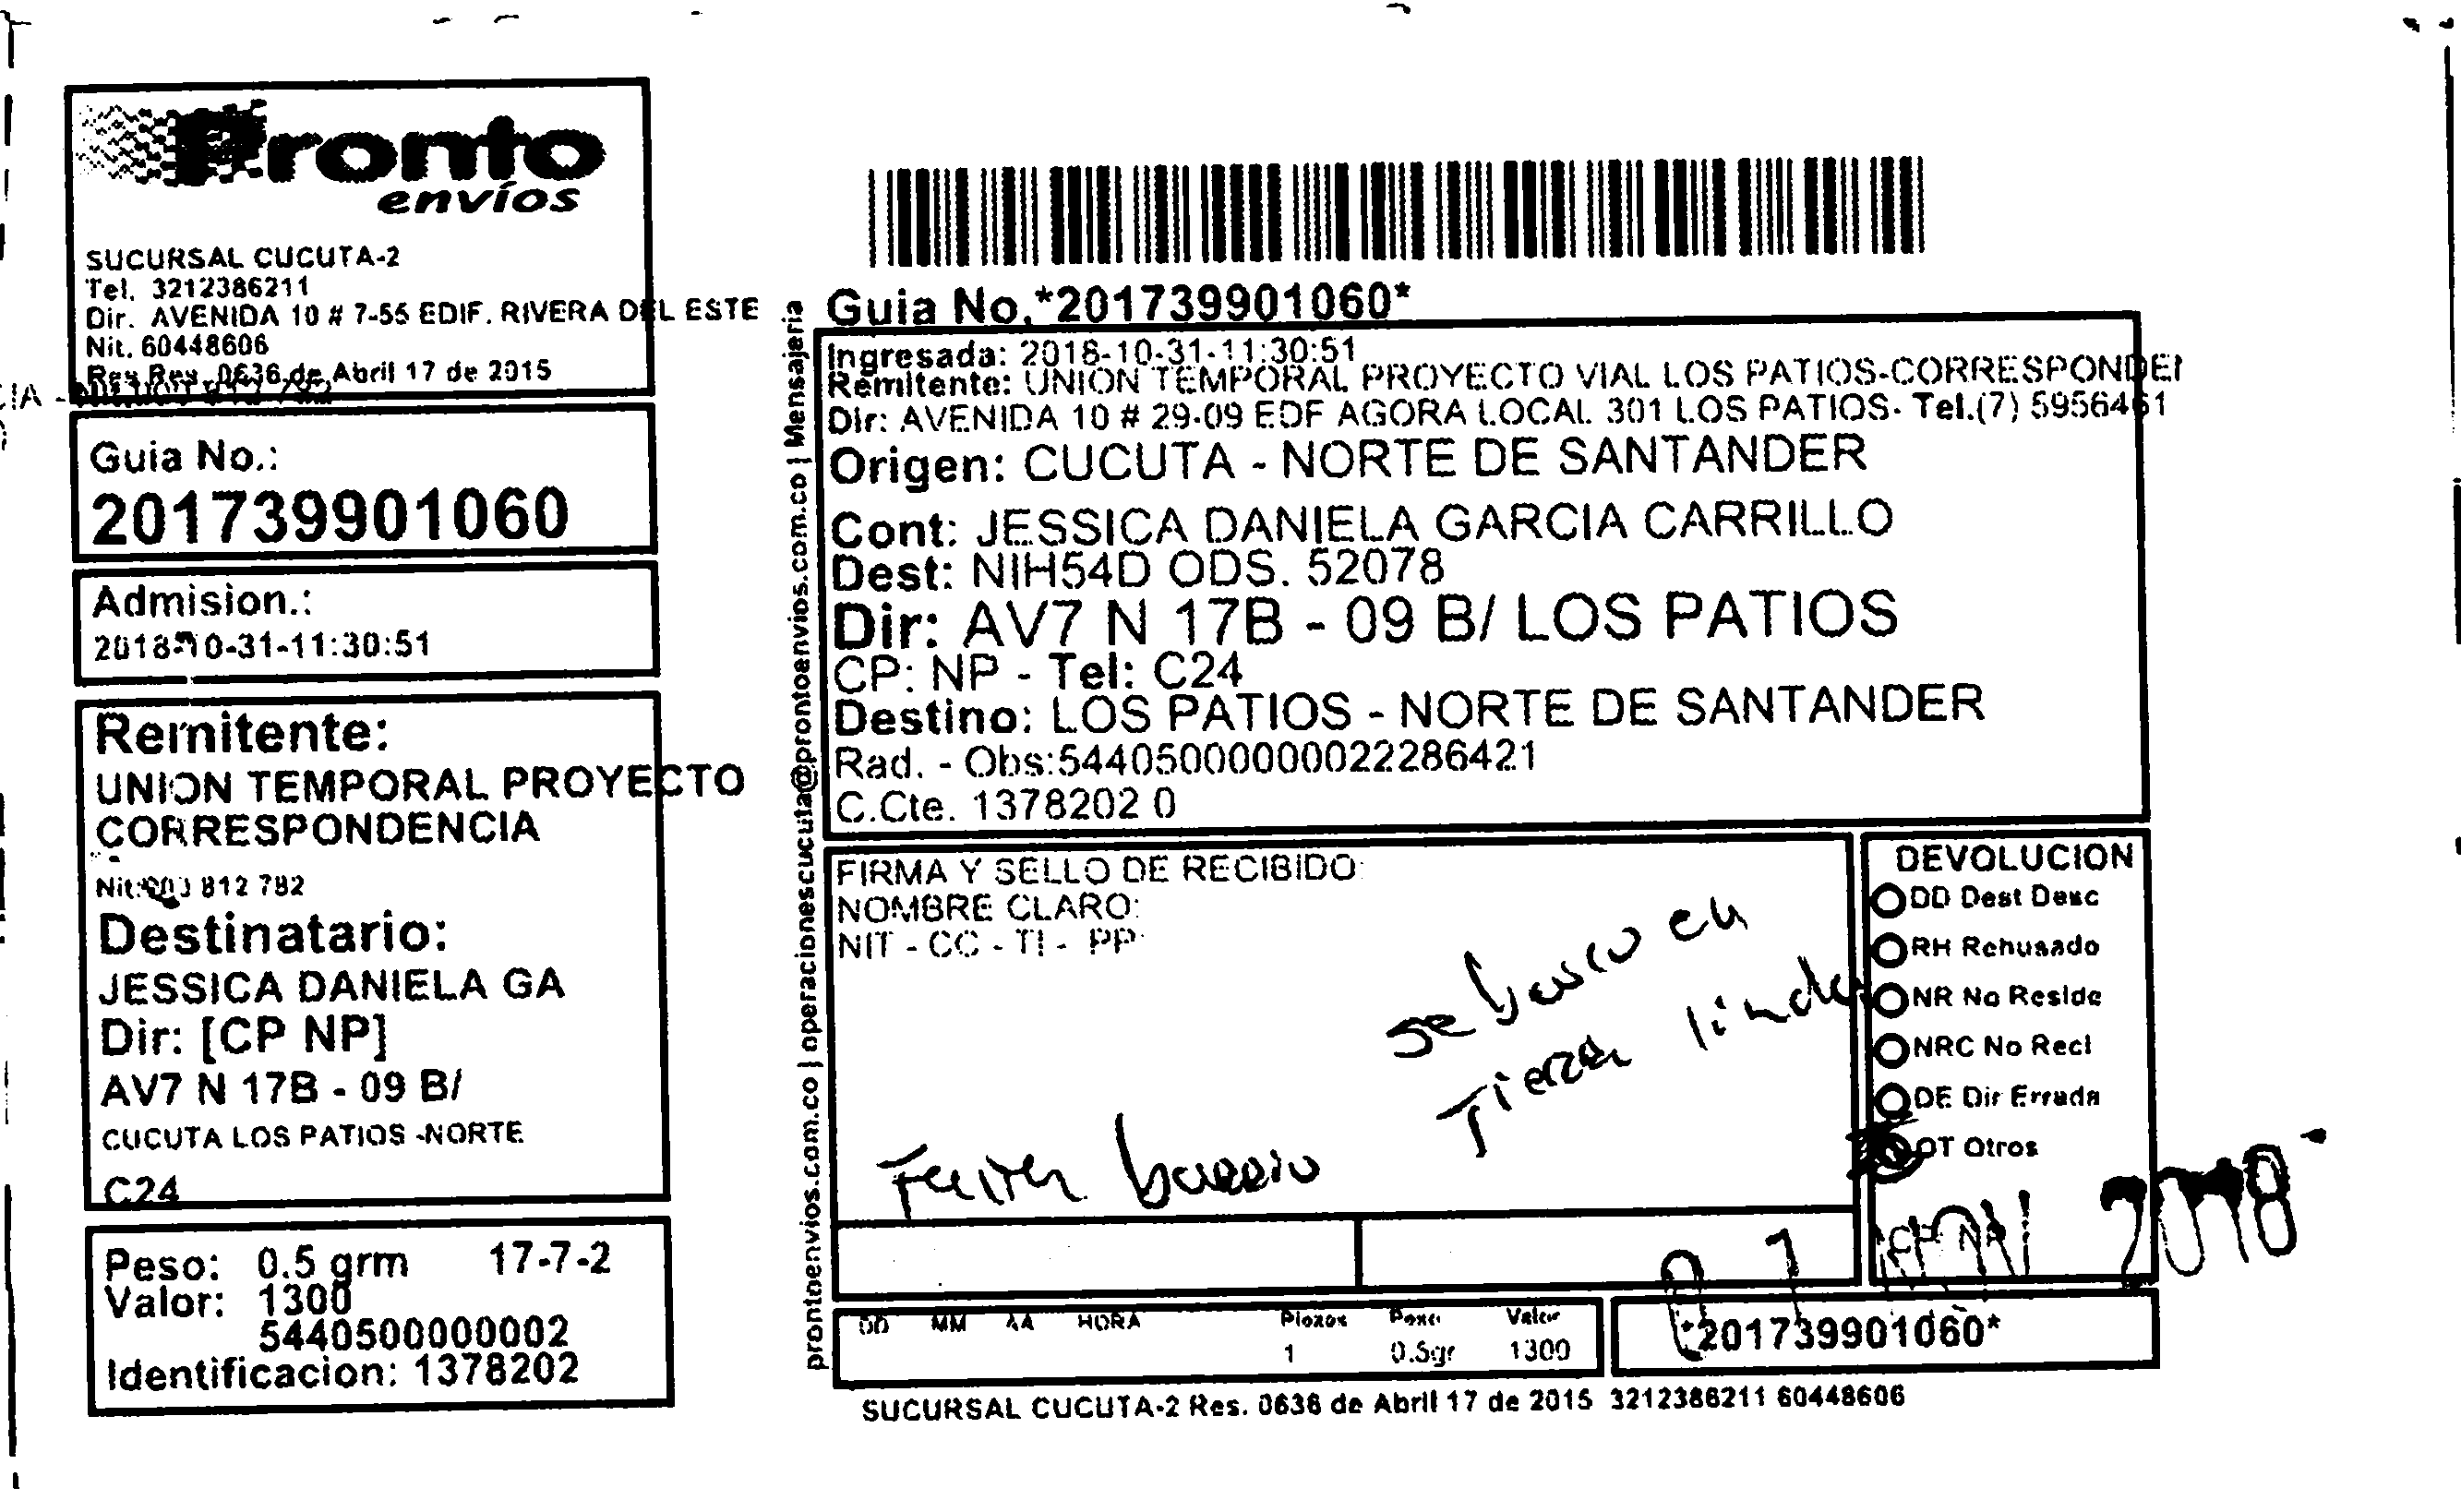 Pronto
envíos
SUCURSAL CUCUTA-2
Tel. 3212386211
Dir. AVENIDA 10 # 7-55 EDIF. RIVERA DEL ESTE
Nit. 60448606
Res Res. 0636 de Abril 17 de 2015
Guia No.:
201739901060
Admision.:
2018-10-31-11:30:51
Remitente:
UNION TEMPORAL PROYECTO
CORRESPONDENCIA
Nit:900 812 782
Destinatario:
JESSICA DANIELA GA
Dir: [CP NP]
AV7 N 17B - 09 B/
CUCUTA LOS PATIOS -NORTE
C24
Peso: 0.5 grm 17-7-2
Valor: 1300
5440500000002
Identificacion: 1378202
prontoenvios.com.co | operacionescucuta@prontoenvios.com.co | Mensajeria
Guia No.*201739901060*
Ingresada: 2018-10-31-11:30:51
Remitente: UNION TEMPORAL PROYECTO VIAL LOS PATIOS-CORRESPONDEN
Dir: AVENIDA 10 # 29-09 EDF AGORA LOCAL 301 LOS PATIOS- Tel.(7) 5956461
Origen: CUCUTA - NORTE DE SANTANDER
Cont: JESSICA DANIELA GARCIA CARRILLO
Dest: NIH54D ODS. 52078
Dir: AV7 N 17B - 09 B/ LOS PATIOS
CP: NP - Tel: C24
Destino: LOS PATIOS - NORTE DE SANTANDER
Rad. - Obs:544050000000022286421
C.Cte. 1378202 0
FIRMA Y SELLO DE RECIBIDO:
NOMBRE CLARO:
NIT - CC - TI - PP:
se busco en
Tierra linda
barrio
DEVOLUCION
DD Dest Desc
RH Rehusado
NR No Reside
NRC No Recl
DE Dir Errada
OT Otros
CP: NP
2018
DD MM AA HORA Piezas Peso Valor
1 0.5gr 1300
*201739901060*
SUCURSAL CUCUTA-2 Res. 0636 de Abril 17 de 2015 3212386211 60448606